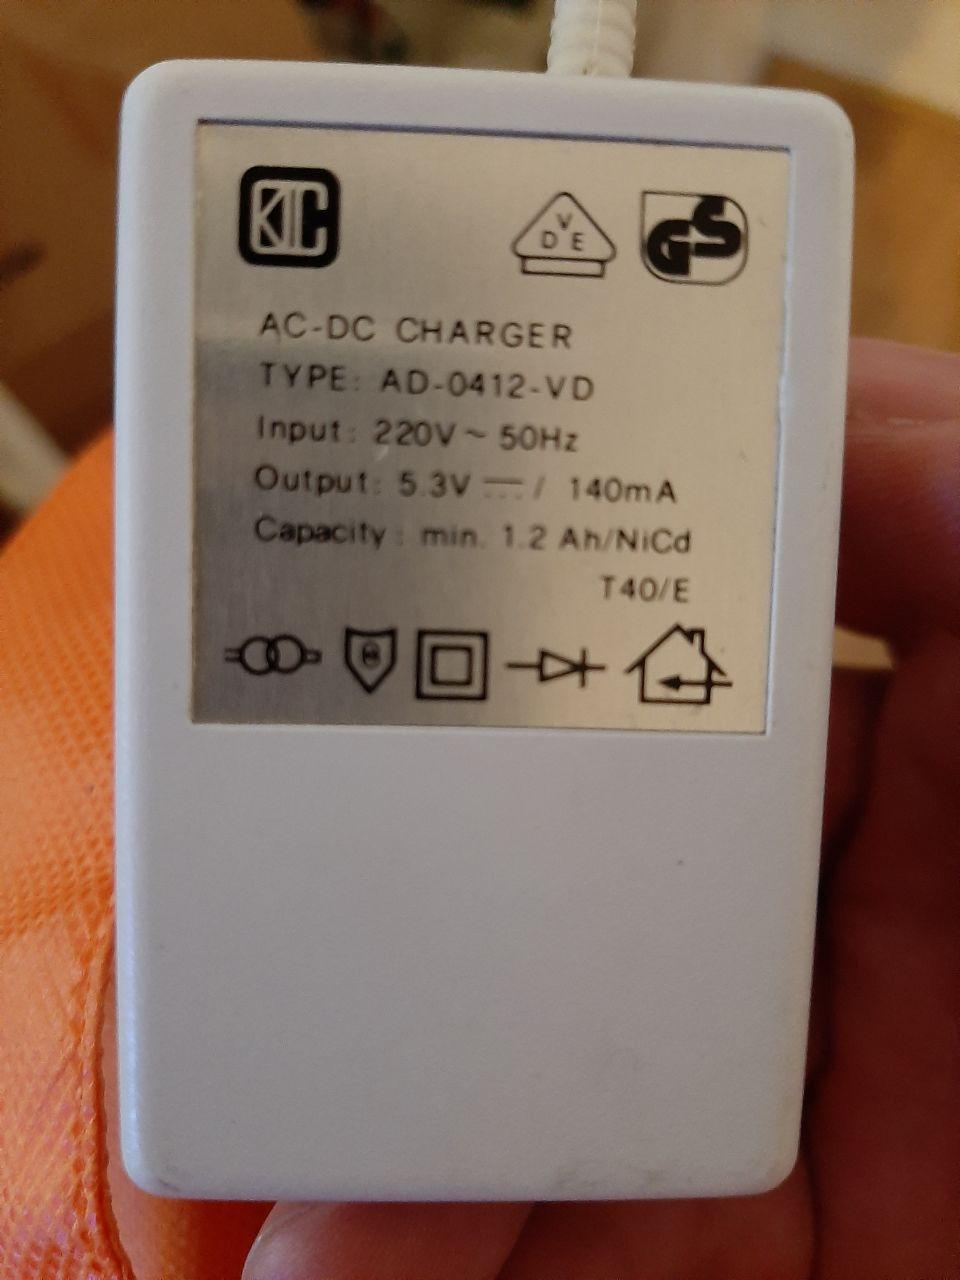 KIC
VDE
GS
AC-DC CHARGER
TYPE: AD-0412-VD
Input: 220V ~ 50Hz
Output: 5.3V ⎓ / 140mA
Capacity: min. 1.2 Ah/NiCd
T40/E